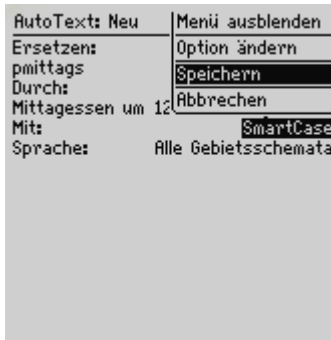 AutoText: Neu
Menü ausblenden
Option ändern
Speichern
Abbrechen
Ersetzen:
pmittags
Durch:
Mittagessen um 12
Mit: SmartCase
Sprache: Alle Gebietsschemata